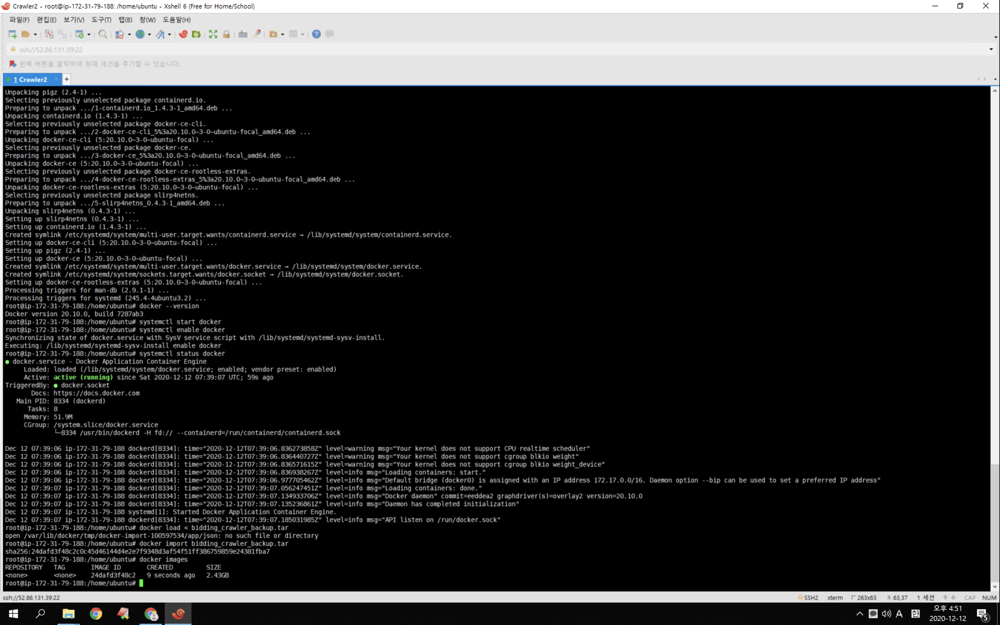 Crawler2 - root@ip-172-31-79-188: /home/ubuntu - Xshell 6 (Free for Home/School)
파일(F) 편집(E) 보기(V) 도구(T) 탭(B) 창(W) 도움말(H)
ssh://52.86.131.39:22
왼쪽 버튼을 클릭하여 현재 세션을 추가할 수 있습니다.
1 Crawler2 × +
Unpacking pigz (2.4-1) ...
Selecting previously unselected package containerd.io.
Preparing to unpack .../1-containerd.io_1.4.3-1_amd64.deb ...
Unpacking containerd.io (1.4.3-1) ...
Selecting previously unselected package docker-ce-cli.
Preparing to unpack .../2-docker-ce-cli_5%3a20.10.0~3-0~ubuntu-focal_amd64.deb ...
Unpacking docker-ce-cli (5:20.10.0~3-0~ubuntu-focal) ...
Selecting previously unselected package docker-ce.
Preparing to unpack .../3-docker-ce_5%3a20.10.0~3-0~ubuntu-focal_amd64.deb ...
Unpacking docker-ce (5:20.10.0~3-0~ubuntu-focal) ...
Selecting previously unselected package docker-ce-rootless-extras.
Preparing to unpack .../4-docker-ce-rootless-extras_5%3a20.10.0~3-0~ubuntu-focal_amd64.deb ...
Unpacking docker-ce-rootless-extras (5:20.10.0~3-0~ubuntu-focal) ...
Selecting previously unselected package slirp4netns.
Preparing to unpack .../5-slirp4netns_0.4.3-1_amd64.deb ...
Unpacking slirp4netns (0.4.3-1) ...
Setting up slirp4netns (0.4.3-1) ...
Setting up containerd.io (1.4.3-1) ...
Created symlink /etc/systemd/system/multi-user.target.wants/containerd.service → /lib/systemd/system/containerd.service.
Setting up docker-ce-cli (5:20.10.0~3-0~ubuntu-focal) ...
Setting up pigz (2.4-1) ...
Setting up docker-ce (5:20.10.0~3-0~ubuntu-focal) ...
Created symlink /etc/systemd/system/multi-user.target.wants/docker.service → /lib/systemd/system/docker.service.
Created symlink /etc/systemd/system/sockets.target.wants/docker.socket → /lib/systemd/system/docker.socket.
Setting up docker-ce-rootless-extras (5:20.10.0~3-0~ubuntu-focal) ...
Processing triggers for man-db (2.9.1-1) ...
Processing triggers for systemd (245.4-4ubuntu3.2) ...
root@ip-172-31-79-188:/home/ubuntu# docker --version
Docker version 20.10.0, build 7287ab3
root@ip-172-31-79-188:/home/ubuntu# systemctl start docker
root@ip-172-31-79-188:/home/ubuntu# systemctl enable docker
Synchronizing state of docker.service with SysV service script with /lib/systemd/systemd-sysv-install.
Executing: /lib/systemd/systemd-sysv-install enable docker
root@ip-172-31-79-188:/home/ubuntu# systemctl status docker
● docker.service - Docker Application Container Engine
Loaded: loaded (/lib/systemd/system/docker.service; enabled; vendor preset: enabled)
Active: active (running) since Sat 2020-12-12 07:39:07 UTC; 59s ago
TriggeredBy: ● docker.socket
Docs: https://docs.docker.com
Main PID: 8334 (dockerd)
Tasks: 8
Memory: 51.9M
CGroup: /system.slice/docker.service
└─8334 /usr/bin/dockerd -H fd:// --containerd=/run/containerd/containerd.sock
Dec 12 07:39:06 ip-172-31-79-188 dockerd[8334]: time="2020-12-12T07:39:06.836273858Z" level=warning msg="Your kernel does not support CPU realtime scheduler"
Dec 12 07:39:06 ip-172-31-79-188 dockerd[8334]: time="2020-12-12T07:39:06.836440727Z" level=warning msg="Your kernel does not support cgroup blkio weight"
Dec 12 07:39:06 ip-172-31-79-188 dockerd[8334]: time="2020-12-12T07:39:06.836571615Z" level=warning msg="Your kernel does not support cgroup blkio weight_device"
Dec 12 07:39:06 ip-172-31-79-188 dockerd[8334]: time="2020-12-12T07:39:06.836938267Z" level=info msg="Loading containers: start."
Dec 12 07:39:06 ip-172-31-79-188 dockerd[8334]: time="2020-12-12T07:39:06.977705462Z" level=info msg="Default bridge (docker0) is assigned with an IP address 172.17.0.0/16. Daemon option --bip can be used to set a preferred IP address"
Dec 12 07:39:07 ip-172-31-79-188 dockerd[8334]: time="2020-12-12T07:39:07.056247451Z" level=info msg="Loading containers: done."
Dec 12 07:39:07 ip-172-31-79-188 dockerd[8334]: time="2020-12-12T07:39:07.134933706Z" level=info msg="Docker daemon" commit=eeddea2 graphdriver(s)=overlay2 version=20.10.0
Dec 12 07:39:07 ip-172-31-79-188 dockerd[8334]: time="2020-12-12T07:39:07.135236861Z" level=info msg="Daemon has completed initialization"
Dec 12 07:39:07 ip-172-31-79-188 systemd[1]: Started Docker Application Container Engine.
Dec 12 07:39:07 ip-172-31-79-188 dockerd[8334]: time="2020-12-12T07:39:07.185031985Z" level=info msg="API listen on /run/docker.sock"
root@ip-172-31-79-188:/home/ubuntu# docker load < bidding_crawler_backup.tar
open /var/lib/docker/tmp/docker-import-100597534/app/json: no such file or directory
root@ip-172-31-79-188:/home/ubuntu# docker import bidding_crawler_backup.tar
sha256:24dafd3f48c2c0c45d46144d4e2e7f9348d3af54f51ff386759859e24381fba7
root@ip-172-31-79-188:/home/ubuntu# docker images
REPOSITORY TAG IMAGE ID CREATED SIZE
<none> <none> 24dafd3f48c2 9 seconds ago 2.43GB
root@ip-172-31-79-188:/home/ubuntu#
ssh://52.86.131.39:22 SSH2 xterm 263x63 63,37 1 세션 CAP NUM
A 한 오후 4:51
2020-12-12 5